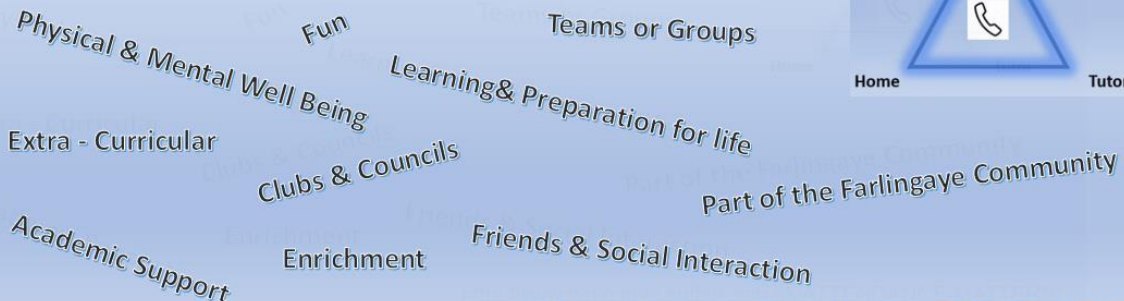 Physical & Mental Well Being
Fun
Teams or Groups
Learning& Preparation for life
Home
Extra - Curricular
Clubs & Councils
Part of the Farlingaye Community
Academic Support
Enrichment
Friends & Social Interaction